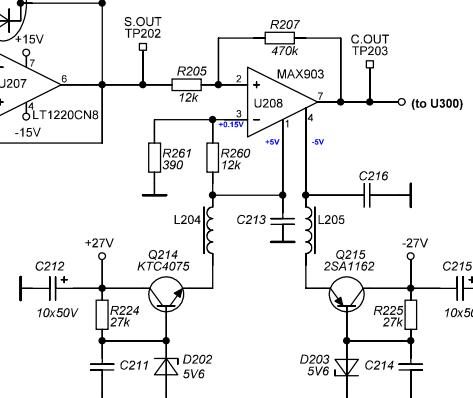 +15V
7
U207
6
4
LT1220CN8
-15V
S.OUT
TP202
R205
12k
R207
470k
C.OUT
TP203
MAX903
2
+
U208
7
3
-
+0.15V
1
4
+5V
-5V
(to U300)
R261
390
R260
12k
C216
L204
C213
L205
+27V
Q214
KTC4075
Q215
2SA1162
-27V
C212
+
10x50V
R224
27k
C211
D202
5V6
D203
5V6
R225
27k
C214
C215
+
10x50